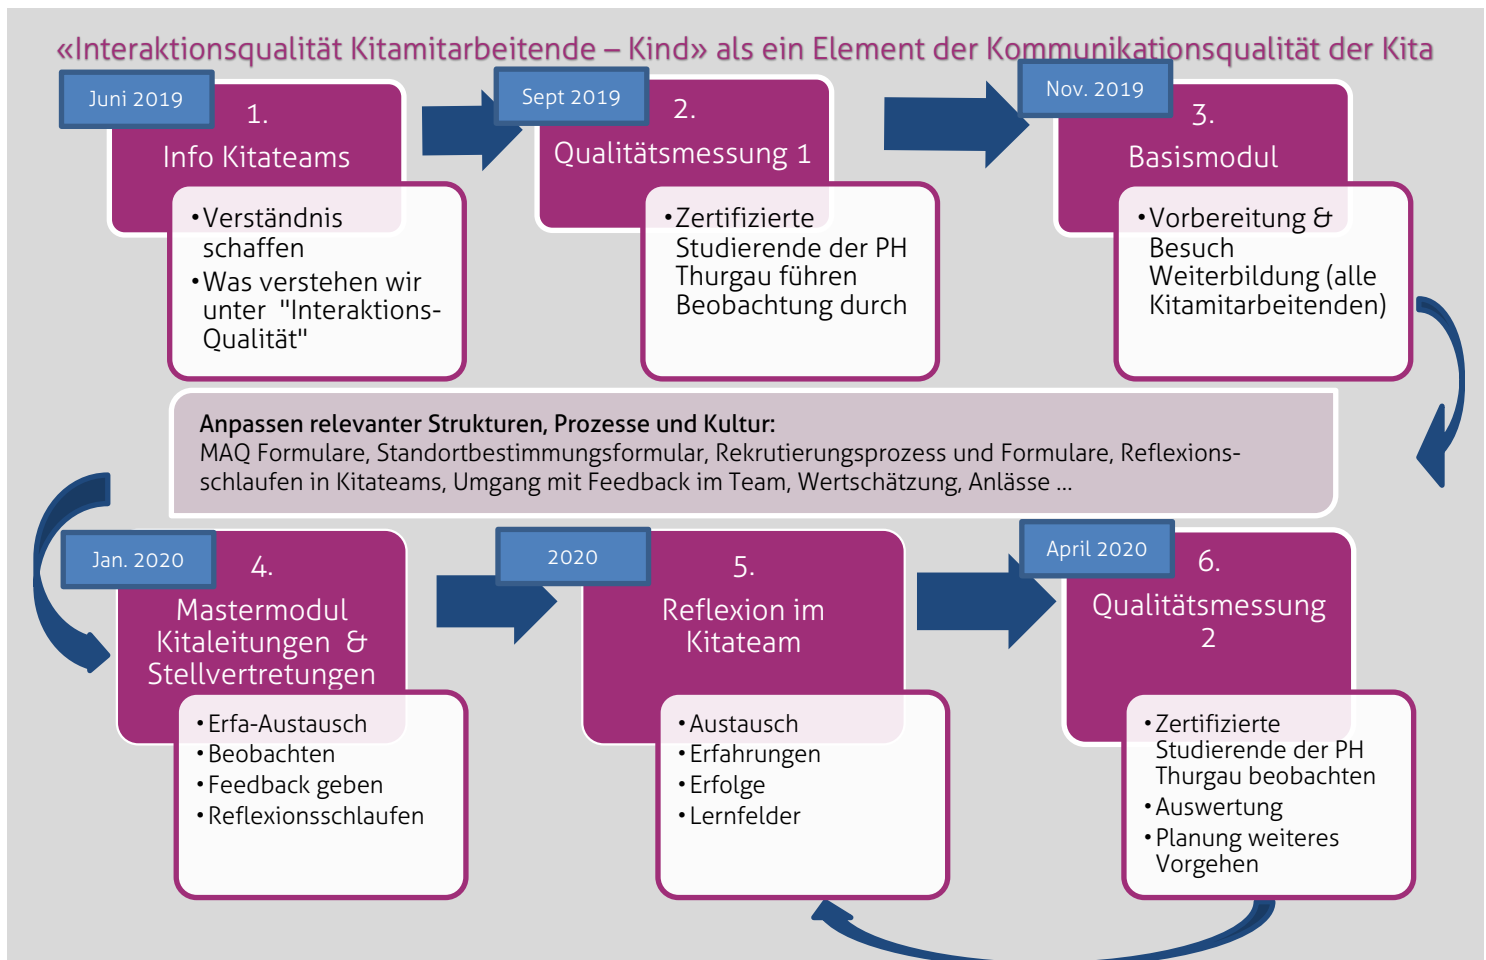 «Interaktionsqualität Kitamitarbeitende – Kind» als ein Element der Kommunikationsqualität der Kita
Juni 2019
1.
Info Kitateams
•Verständnis
schaffen
•Was verstehen wir
unter "Interaktions-
Qualität"
Sept 2019
2.
Qualitätsmessung 1
•Zertifizierte
Studierende der PH
Thurgau führen
Beobachtung durch
Nov. 2019
3.
Basismodul
•Vorbereitung &
Besuch
Weiterbildung (alle
Kitamitarbeitenden)
Anpassen relevanter Strukturen, Prozesse und Kultur:
MAQ Formulare, Standortbestimmungsformular, Rekrutierungsprozess und Formulare, Reflexions-
schlaufen in Kitateams, Umgang mit Feedback im Team, Wertschätzung, Anlässe ...
Jan. 2020
4.
Mastermodul
Kitaleitungen &
Stellvertretungen
•Erfa-Austausch
•Beobachten
•Feedback geben
•Reflexionsschlaufen
2020
5.
Reflexion im
Kitateam
•Austausch
•Erfahrungen
•Erfolge
•Lernfelder
April 2020
6.
Qualitätsmessung
2
•Zertifizierte
Studierende der PH
Thurgau beobachten
•Auswertung
•Planung weiteres
Vorgehen